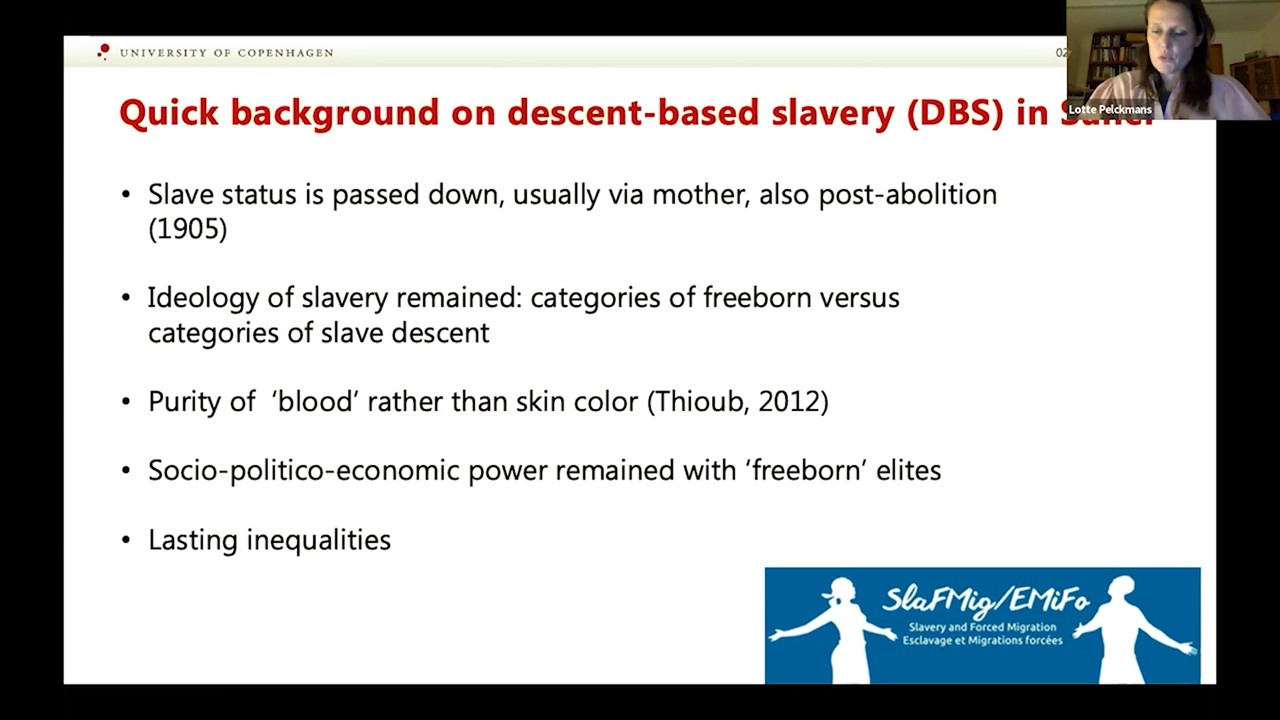 UNIVERSITY OF COPENHAGEN
02
Lotte Pelckmans
Quick background on descent-based slavery (DBS) in
• Slave status is passed down, usually via mother, also post-abolition
(1905)
• Ideology of slavery remained: categories of freeborn versus
categories of slave descent
• Purity of ‘blood’ rather than skin color (Thioub, 2012)
• Socio-politico-economic power remained with ‘freeborn’ elites
• Lasting inequalities
SlaFMig/EMiFo
Slavery and Forced Migration
Esclavage et Migrations forcées